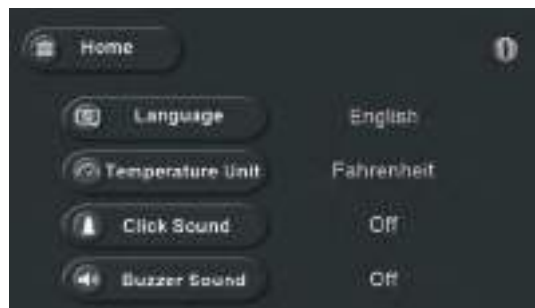 Home
Language English
Temperature Unit Fahrenheit
Click Sound Off
Buzzer Sound Off